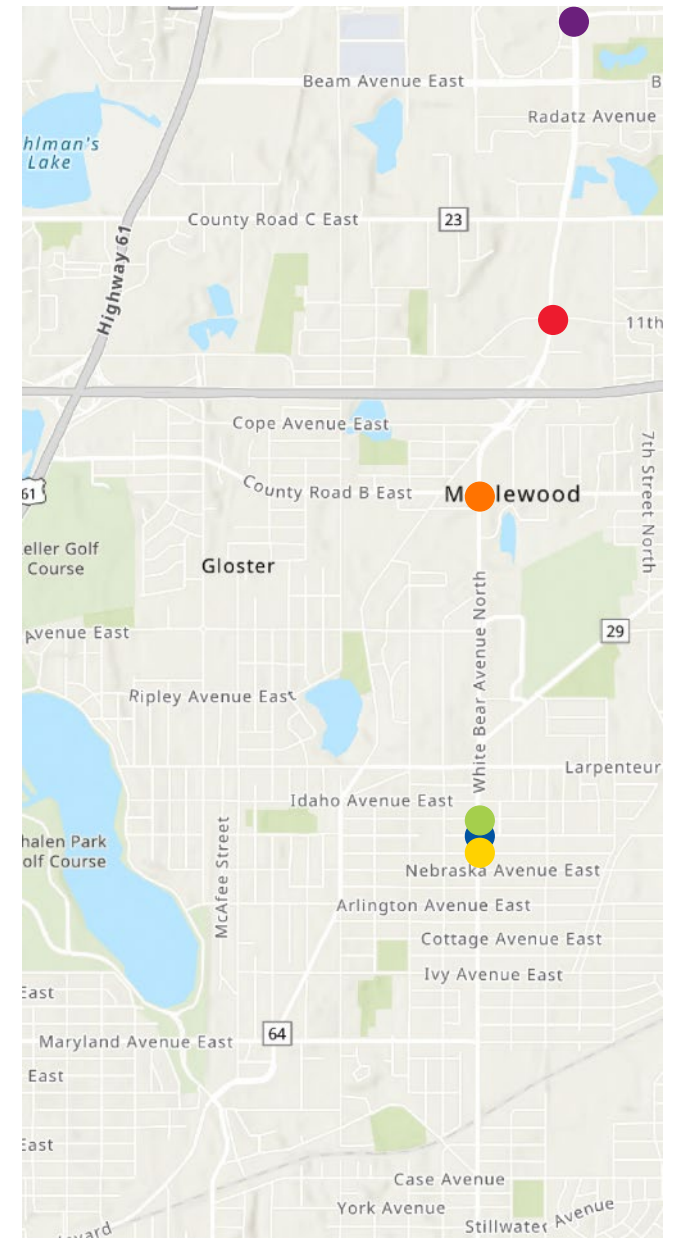 Beam Avenue East
B
Radatz Avenue
hlman's
Lake
County Road C East
23
Highway 61
11th
Cope Avenue East
7th Street North
County Road B East
M lewood
61
eller Golf
Course
Gloster
Avenue East
29
White Bear Avenue North
Ripley Avenue East
Larpenteur
Idaho Avenue East
McAfee Street
halen Park
olf Course
Nebraska Avenue East
Arlington Avenue East
Cottage Avenue East
Ivy Avenue East
East
64
Maryland Avenue East
East
East
Case Avenue
York Avenue
Stillwater Avenue
evard